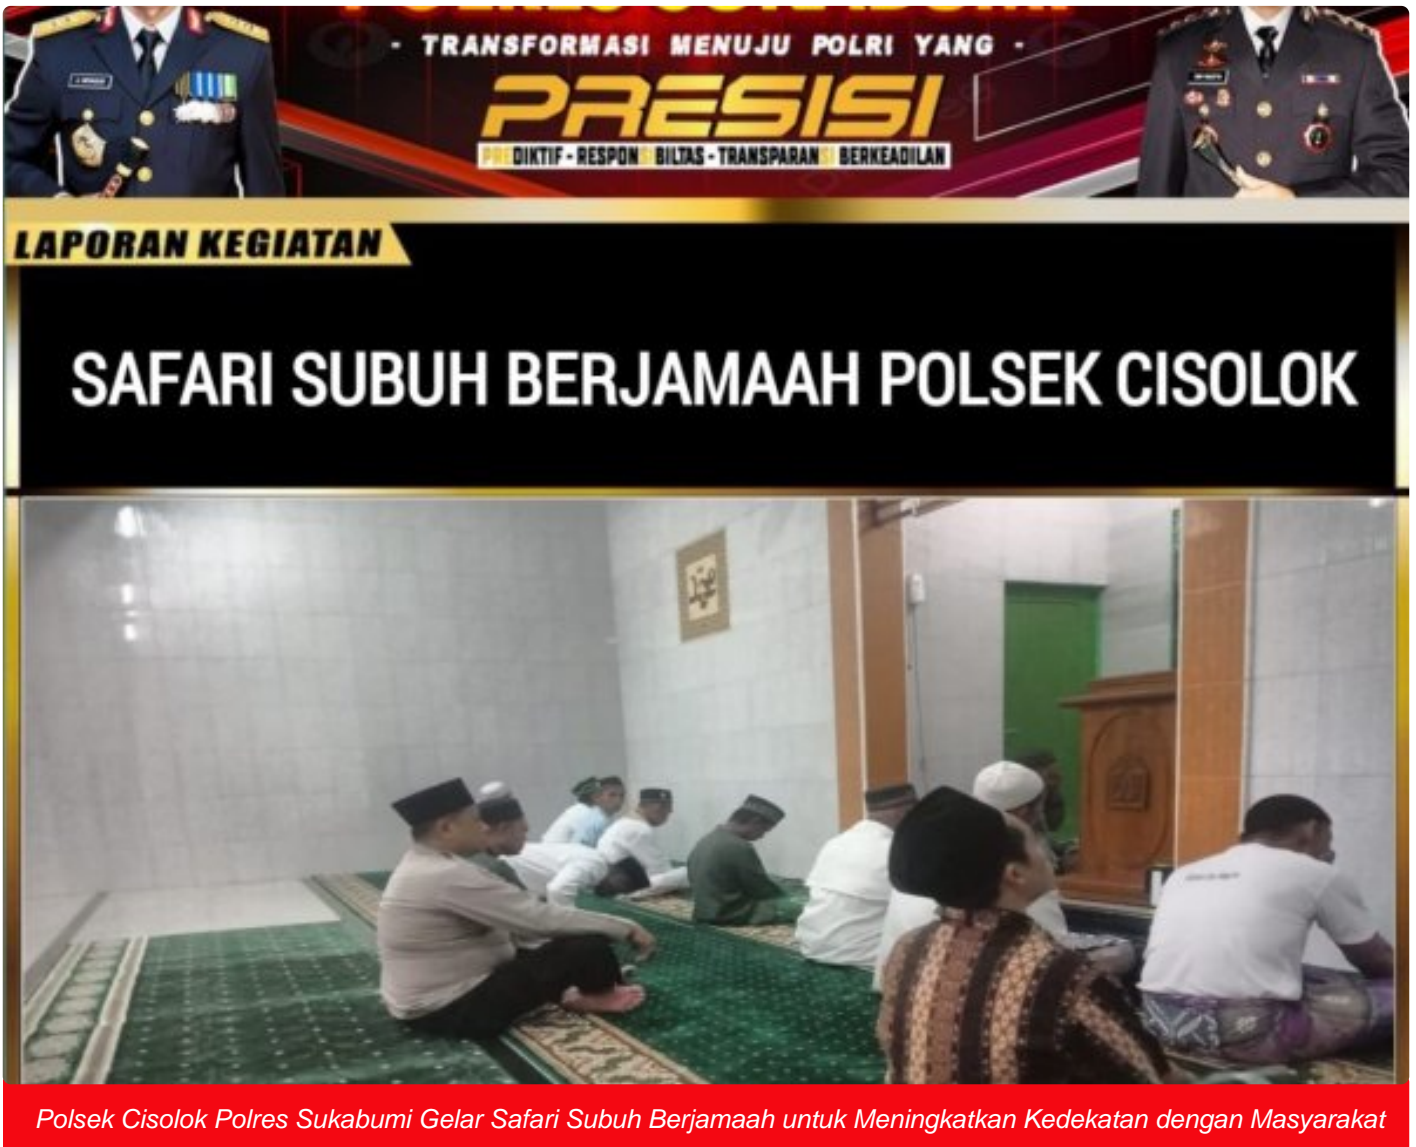 - TRANSFORMASI MENUJU POLRI YANG -
PRESISI
PREDIKTIF - RESPONSIBILTAS - TRANSPARANSI BERKEADILAN
LAPORAN KEGIATAN
SAFARI SUBUH BERJAMAAH POLSEK CISOLOK
Polsek Cisolok Polres Sukabumi Gelar Safari Subuh Berjamaah untuk Meningkatkan Kedekatan dengan Masyarakat